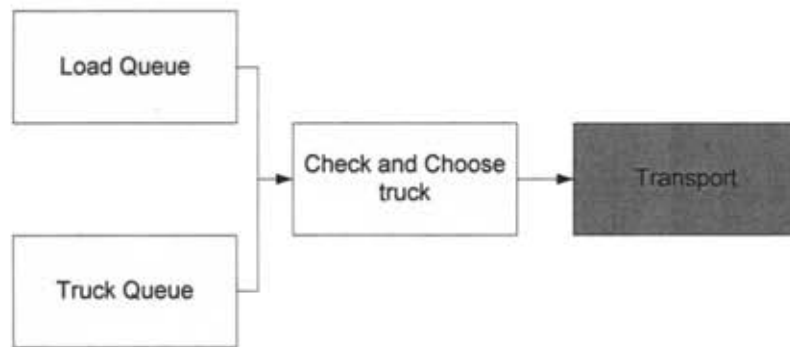 Load Queue
Check and Choose
truck
Transport
Truck Queue